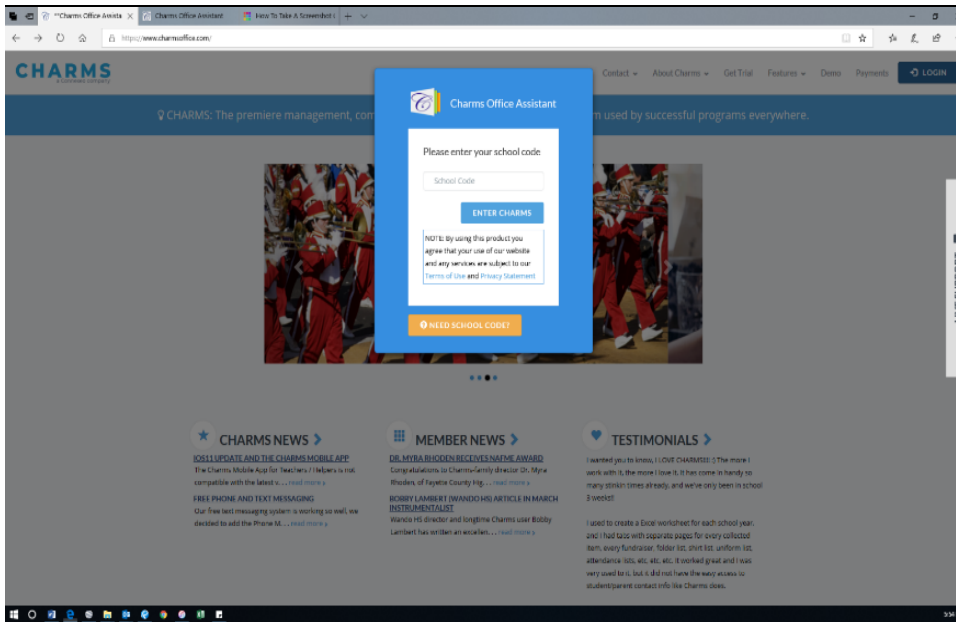 **Charms Office Assista
Charms Office Assistant
How To Take A Screenshot i
https://www.charmsoffice.com/
CHARMS
Contact
About Charms
Get Trial
Features
Demo
Payments
LOGIN
CHARMS: The premiere management, com
m used by successful programs everywhere.
Charms Office Assistant
Please enter your school code
School Code
ENTER CHARMS
NOTE: By using this product you
agree that your use of our website
and any services are subject to our
Terms of Use and Privacy Statement
NEED SCHOOL CODE?
CHARMS NEWS
IOS11 UPDATE AND THE CHARMS MOBILE APP
The Charms Mobile App for Teachers / Helpers is not
compatible with the latest v. . . . read more
FREE PHONE AND TEXT MESSAGING
Our free text messaging system is working so well, we
decided to add the Phone M. . . . read more
MEMBER NEWS
DR. MYRA RHODEN RECEIVES NAFME AWARD
Congratulations to Charms-family director Dr. Myra
Rhoden, of Fayette County Hig. . . . read more
BOBBY LAMBERT (WANDO HS) ARTICLE IN MARCH
INSTRUMENTALIST
Wando HS director and longtime Charms user Bobby
Lambert has written an excellen. . . . read more
TESTIMONIALS
I wanted you to know, I LOVE CHARMS!!! :) The more I
work with it, the more I love it. It has come in handy so
many stinkin times already, and we've only been in school
3 weeks!!
I used to create a Excel worksheet for each school year,
and I had tabs with separate pages for every collected
item, every fundraiser, folder list, shirt list, uniform list,
attendance lists, etc, etc, etc. It worked great and I was
very used to it, but it did not have the easy access to
student/parent contact info like Charms does.